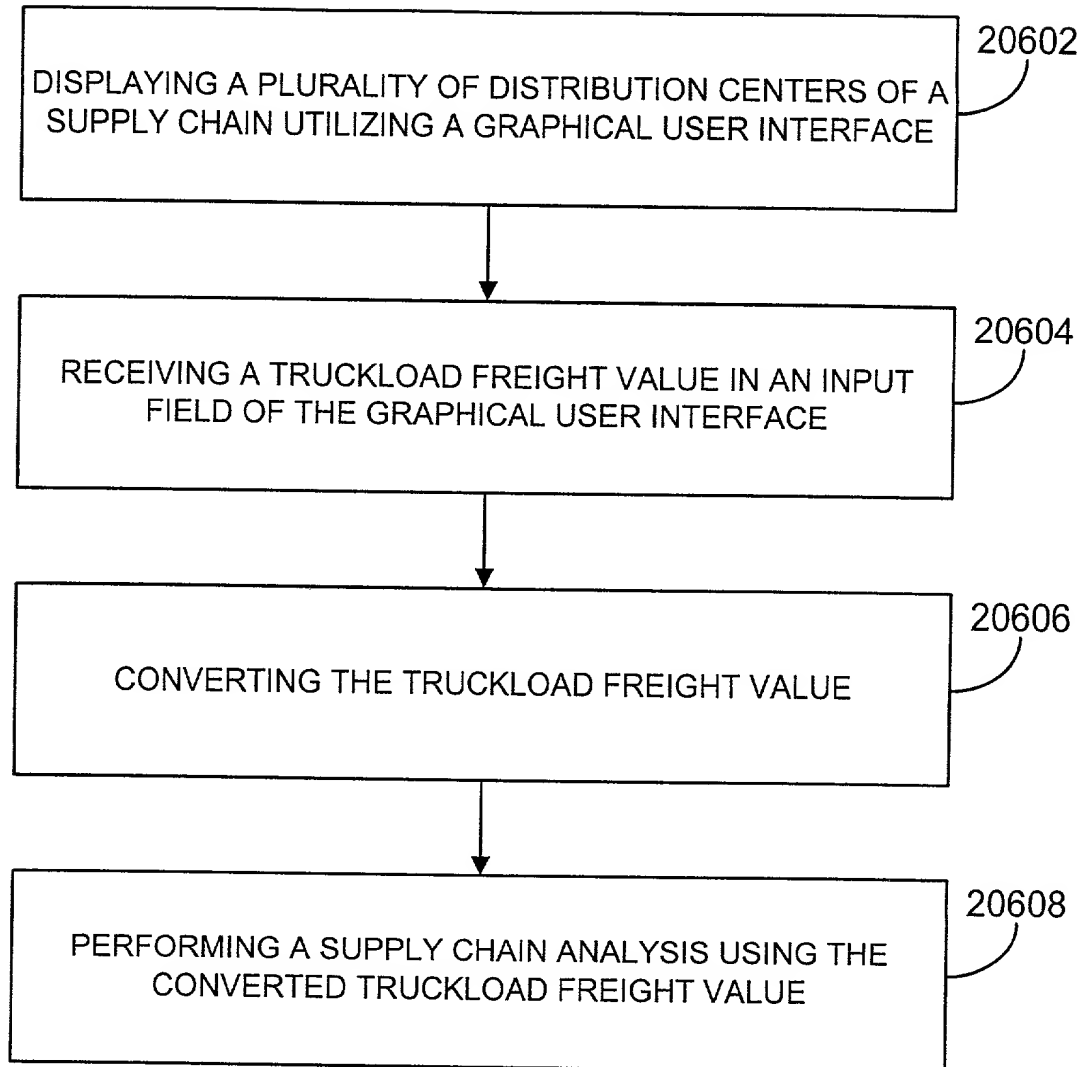 20602
DISPLAYING A PLURALITY OF DISTRIBUTION CENTERS OF A
SUPPLY CHAIN UTILIZING A GRAPHICAL USER INTERFACE
20604
RECEIVING A TRUCKLOAD FREIGHT VALUE IN AN INPUT
FIELD OF THE GRAPHICAL USER INTERFACE
20606
CONVERTING THE TRUCKLOAD FREIGHT VALUE
20608
PERFORMING A SUPPLY CHAIN ANALYSIS USING THE
CONVERTED TRUCKLOAD FREIGHT VALUE